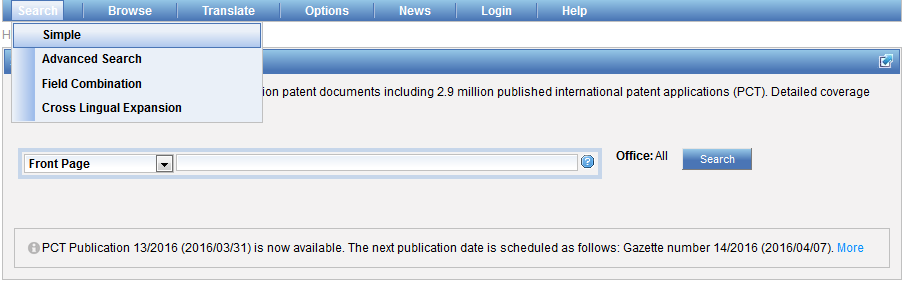 Search Browse Translate Options News Login Help
H
Simple
Advanced Search
Field Combination
Cross Lingual Expansion
ion patent documents including 2.9 million published international patent applications (PCT). Detailed coverage
Front Page ? Office: All Search
PCT Publication 13/2016 (2016/03/31) is now available. The next publication date is scheduled as follows: Gazette number 14/2016 (2016/04/07). More